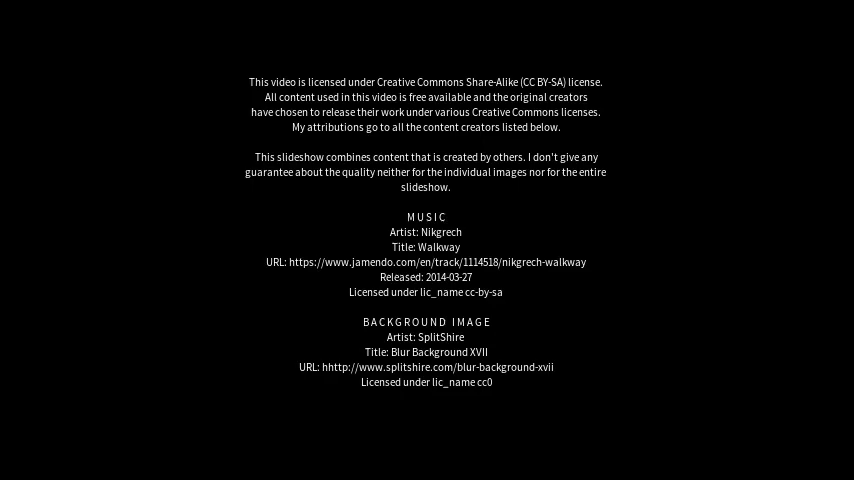 This video is licensed under Creative Commons Share-Alike (CC BY-SA) license.
All content used in this video is free available and the original creators
have chosen to release their work under various Creative Commons licenses.
My attributions go to all the content creators listed below.
This slideshow combines content that is created by others. I don't give any
guarantee about the quality neither for the individual images nor for the entire
slideshow.
MUSIC
Artist: Nikgrech
Title: Walkway
URL: https://www.jamendo.com/en/track/1114518/nikgrech-walkway
Released: 2014-03-27
Licensed under lic_name cc-by-sa
BACKGROUND IMAGE
Artist: SplitShire
Title: Blur Background XVII
URL: hhttp://www.splitshire.com/blur-background-xvii
Licensed under lic_name cc0